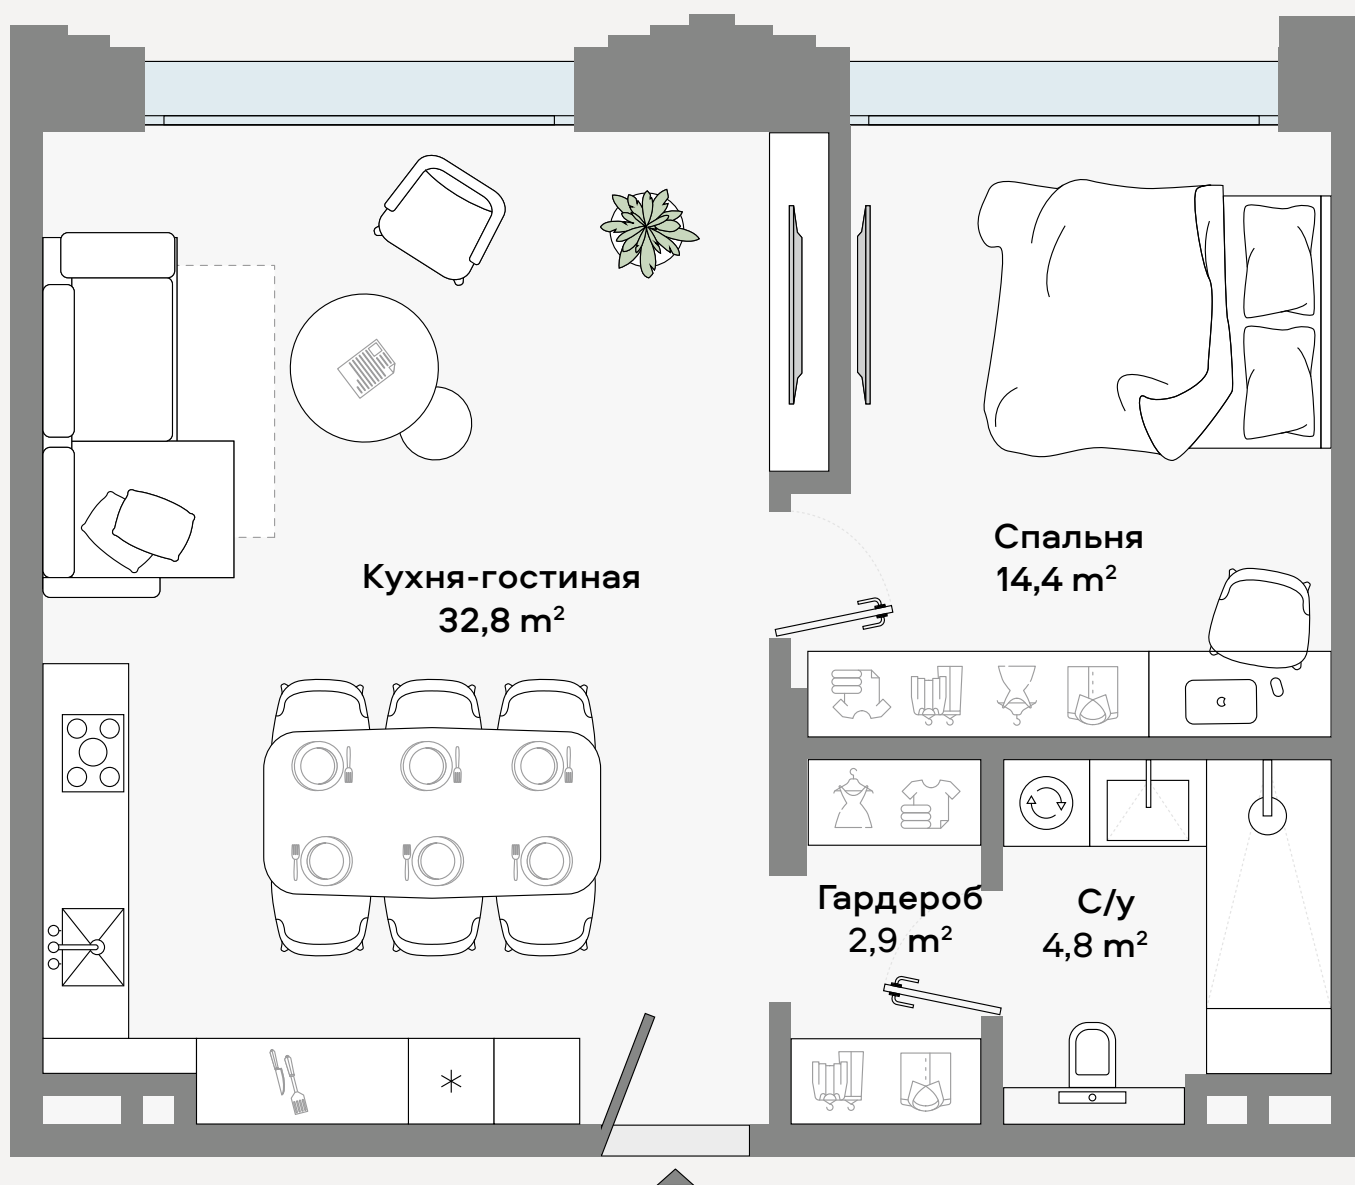 Спальня
14,4 m²
Кухня-гостиная
32,8 m²
Гардероб
2,9 m²
С/у
4,8 m²